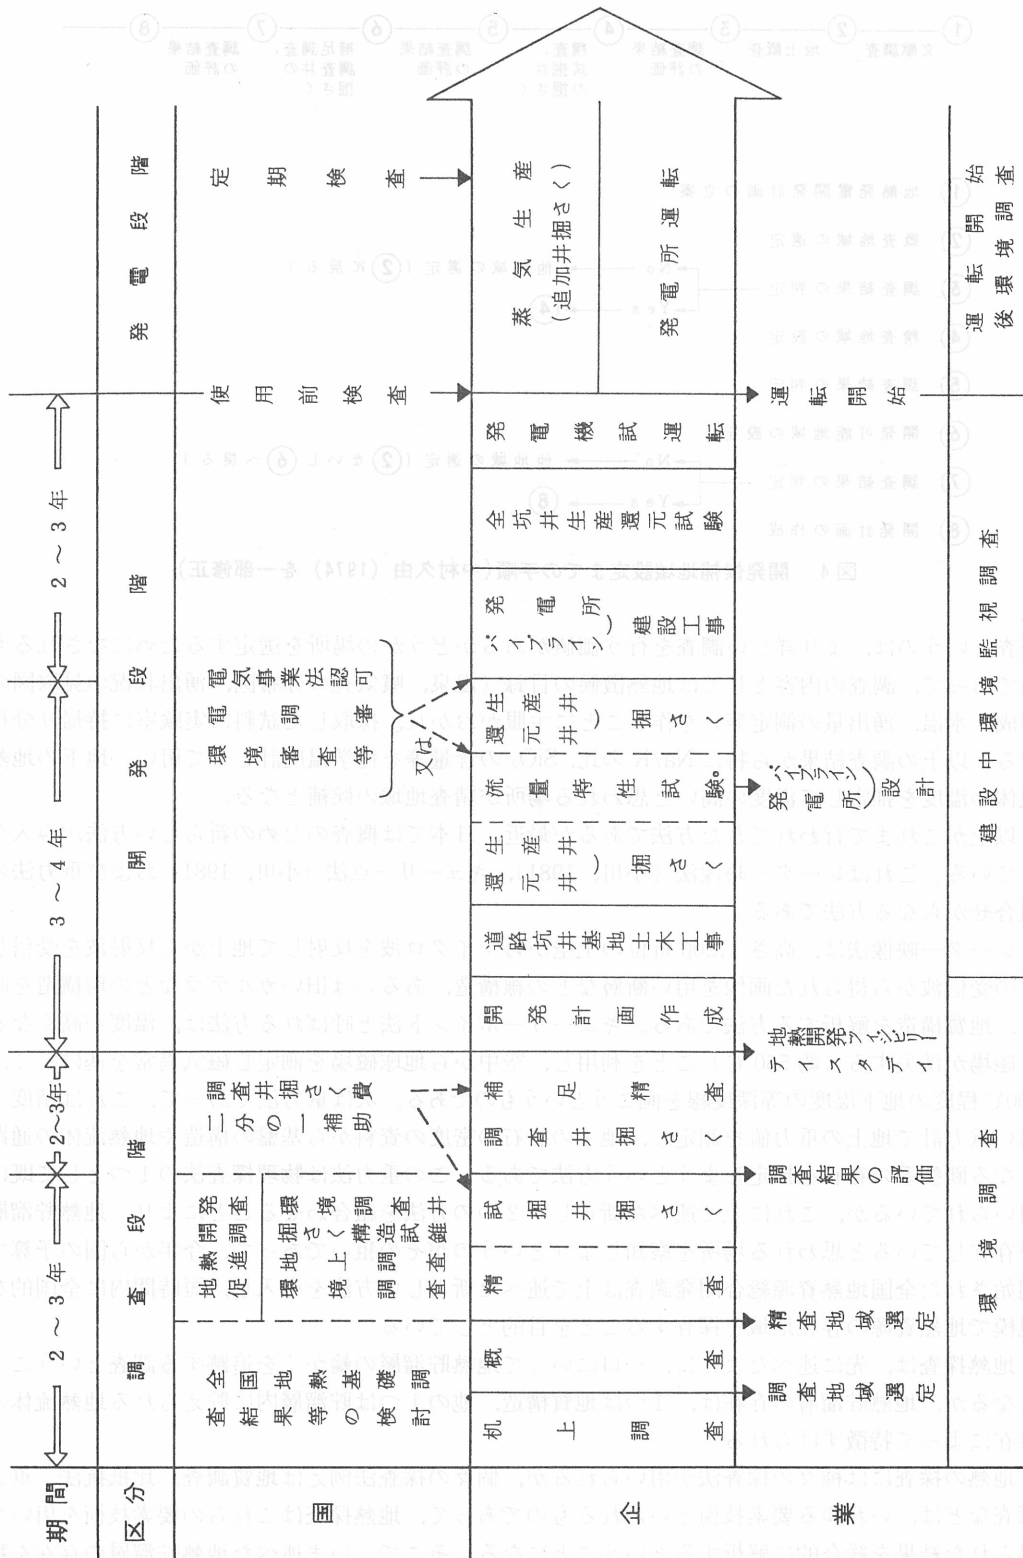 期間
2～3年
2～3年
3～4年
2～3年
区分
調査段階
開発段階
発電段階
国
全国地熱基礎調査結果等の検討
地熱開発促進調査
環境調査
地上調査
掘さく
構造試錐井
調査井掘さく費二分の一補助
電気事業法認可
電調審
環境審査等
又は
使用前検査
定期検査
企業
机上調査
概査
精査
試掘井掘さく
調査井掘さく
補足精査
開発計画作成
道路坑井基地土木工事
生産井
還元井
掘さく
流量特性試験。
生産井
還元井
掘さく
発電所
パイプライン
建設工事
全坑井生産還元試験
発電機試運転
蒸気生産
(追加井掘さく)
発電所運転
調査地域選定
精査地域選定
調査結果の評価
地熱開発フィジビリティスタディ
パイプライン
発電所
設計
運転開始
環境調査
建設中環境監視調査
運転開始後環境調査